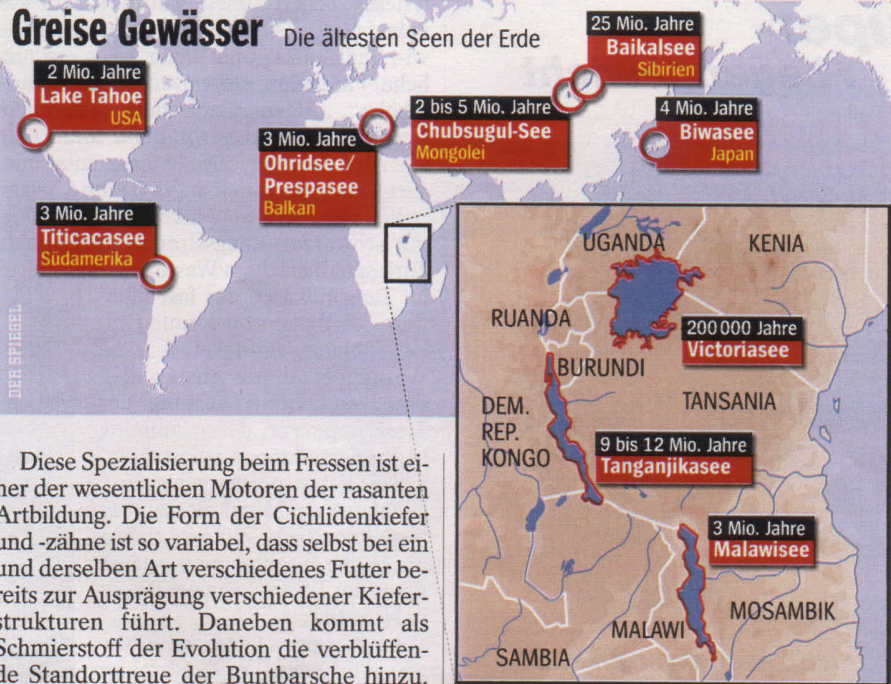 Greise Gewässer Die ältesten Seen der Erde
2 Mio. Jahre
Lake Tahoe
USA
3 Mio. Jahre
Titicacasee
Südamerika
3 Mio. Jahre
Ohridsee/
Prespasee
Balkan
2 bis 5 Mio. Jahre
Chubsugul-See
Mongolei
25 Mio. Jahre
Baikalsee
Sibirien
4 Mio. Jahre
Biwasee
Japan
DER SPIEGEL
UGANDA
KENIA
RUANDA
200 000 Jahre
Victoriasee
BURUNDI
TANSANIA
DEM.
REP.
KONGO
9 bis 12 Mio. Jahre
Tanganjikasee
3 Mio. Jahre
Malawisee
MALAWI
MOSAMBIK
SAMBIA
Diese Spezialisierung beim Fressen ist ei-
ner der wesentlichen Motoren der rasanten
Artbildung. Die Form der Cichlidenkiefer
und -zähne ist so variabel, dass selbst bei ein
und derselben Art verschiedenes Futter be-
reits zur Ausprägung verschiedener Kiefer-
strukturen führt. Daneben kommt als
Schmierstoff der Evolution die verblüffen-
de Standorttreue der Buntbarsche hinzu.